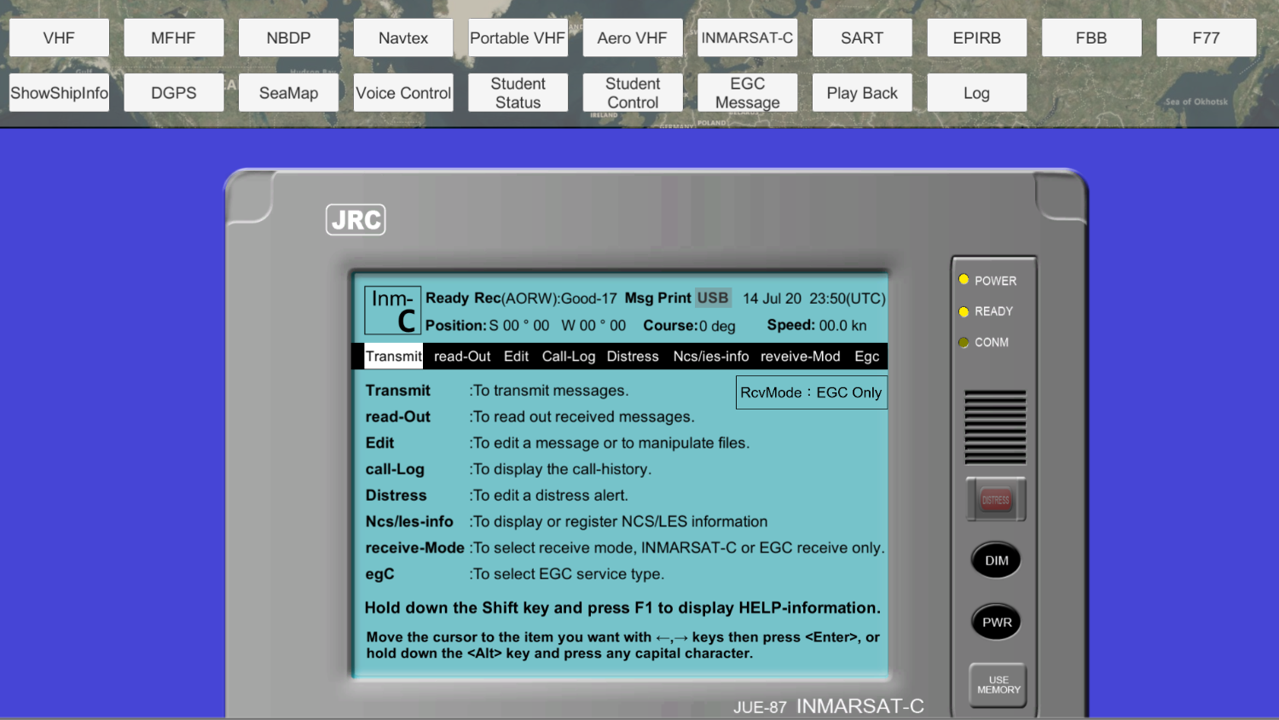 VHF
MFHF
NBDP
Navtex
Portable VHF
Aero VHF
INMARSAT-C
SART
EPIRB
FBB
F77
ShowShipInfo
DGPS
SeaMap
Voice Control
Student Status
Student Control
EGC Message
Play Back
Log
Sea of Okhotsk
IRELAND
POLAND
JRC
Inm-C
Ready Rec(AORW):Good-17 Msg Print USB 14 Jul 20 23:50(UTC)
Position: S 00 ° 00 W 00 ° 00 Course:0 deg Speed: 00.0 kn
Transmit read-Out Edit Call-Log Distress Ncs/ies-info reveive-Mod Egc
RcvMode : EGC Only
Transmit :To transmit messages.
read-Out :To read out received messages.
Edit :To edit a message or to manipulate files.
call-Log :To display the call-history.
Distress :To edit a distress alert.
Ncs/les-info :To display or register NCS/LES information
receive-Mode :To select receive mode, INMARSAT-C or EGC receive only.
egC :To select EGC service type.
Hold down the Shift key and press F1 to display HELP-information.
Move the cursor to the item you want with ←,→ keys then press <Enter>, or
hold down the <Alt> key and press any capital character.
POWER
READY
CONM
DISTRESS
DIM
PWR
USE
MEMORY
JUE-87 INMARSAT-C